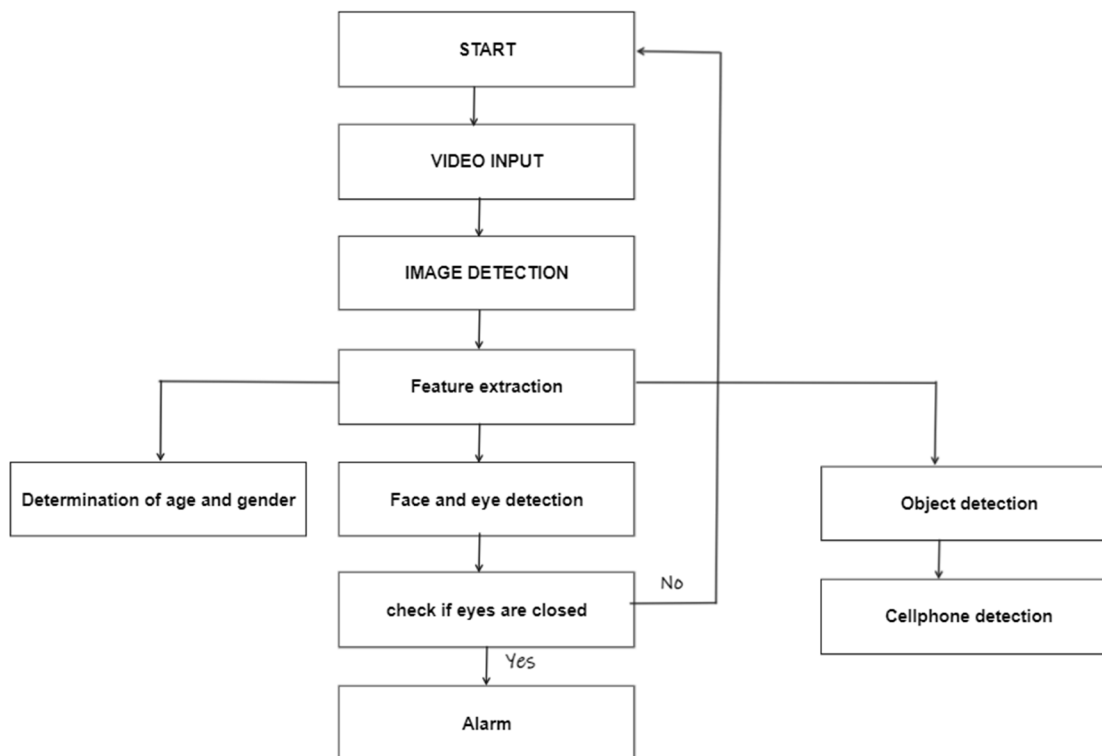 START
VIDEO INPUT
IMAGE DETECTION
Feature extraction
Determination of age and gender
Face and eye detection
Object detection
check if eyes are closed
No
Cellphone detection
Yes
Alarm